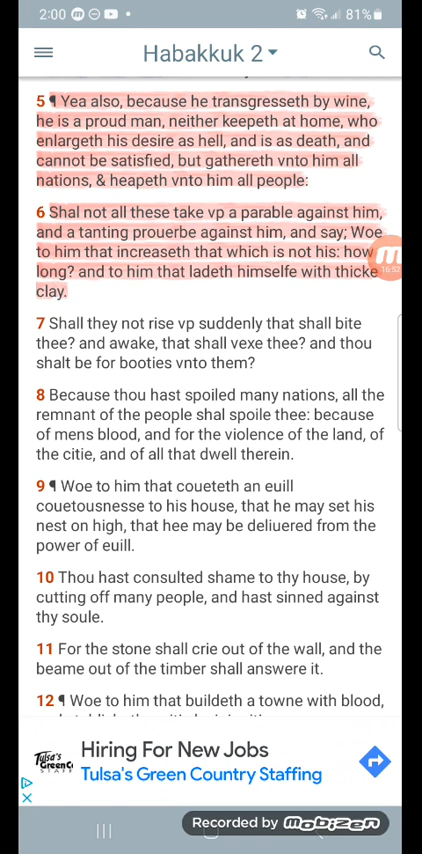 2:00 81%
Habakkuk 2
5 ¶ Yea also, because he transgresseth by wine,
he is a proud man, neither keepeth at home, who
enlargeth his desire as hell, and is as death, and
cannot be satisfied, but gathereth vnto him all
nations, & heapeth vnto him all people:
6 Shal not all these take vp a parable against him,
and a tanting prouerbe against him, and say; Woe
to him that increaseth that which is not his: how
long? and to him that ladeth himselfe with thicke
16:52
clay.
7 Shall they not rise vp suddenly that shall bite
thee? and awake, that shall vexe thee? and thou
shalt be for booties vnto them?
8 Because thou hast spoiled many nations, all the
remnant of the people shal spoile thee: because
of mens blood, and for the violence of the land, of
the citie, and of all that dwell therein.
9 ¶ Woe to him that coueteth an euill
couetousnesse to his house, that he may set his
nest on high, that hee may be deliuered from the
power of euill.
10 Thou hast consulted shame to thy house, by
cutting off many people, and hast sinned against
thy soule.
11 For the stone shall crie out of the wall, and the
beame out of the timber shall answere it.
12 ¶ Woe to him that buildeth a towne with blood,
Hiring For New Jobs
Tulsa's Green Country Staffing
Recorded by mobizen